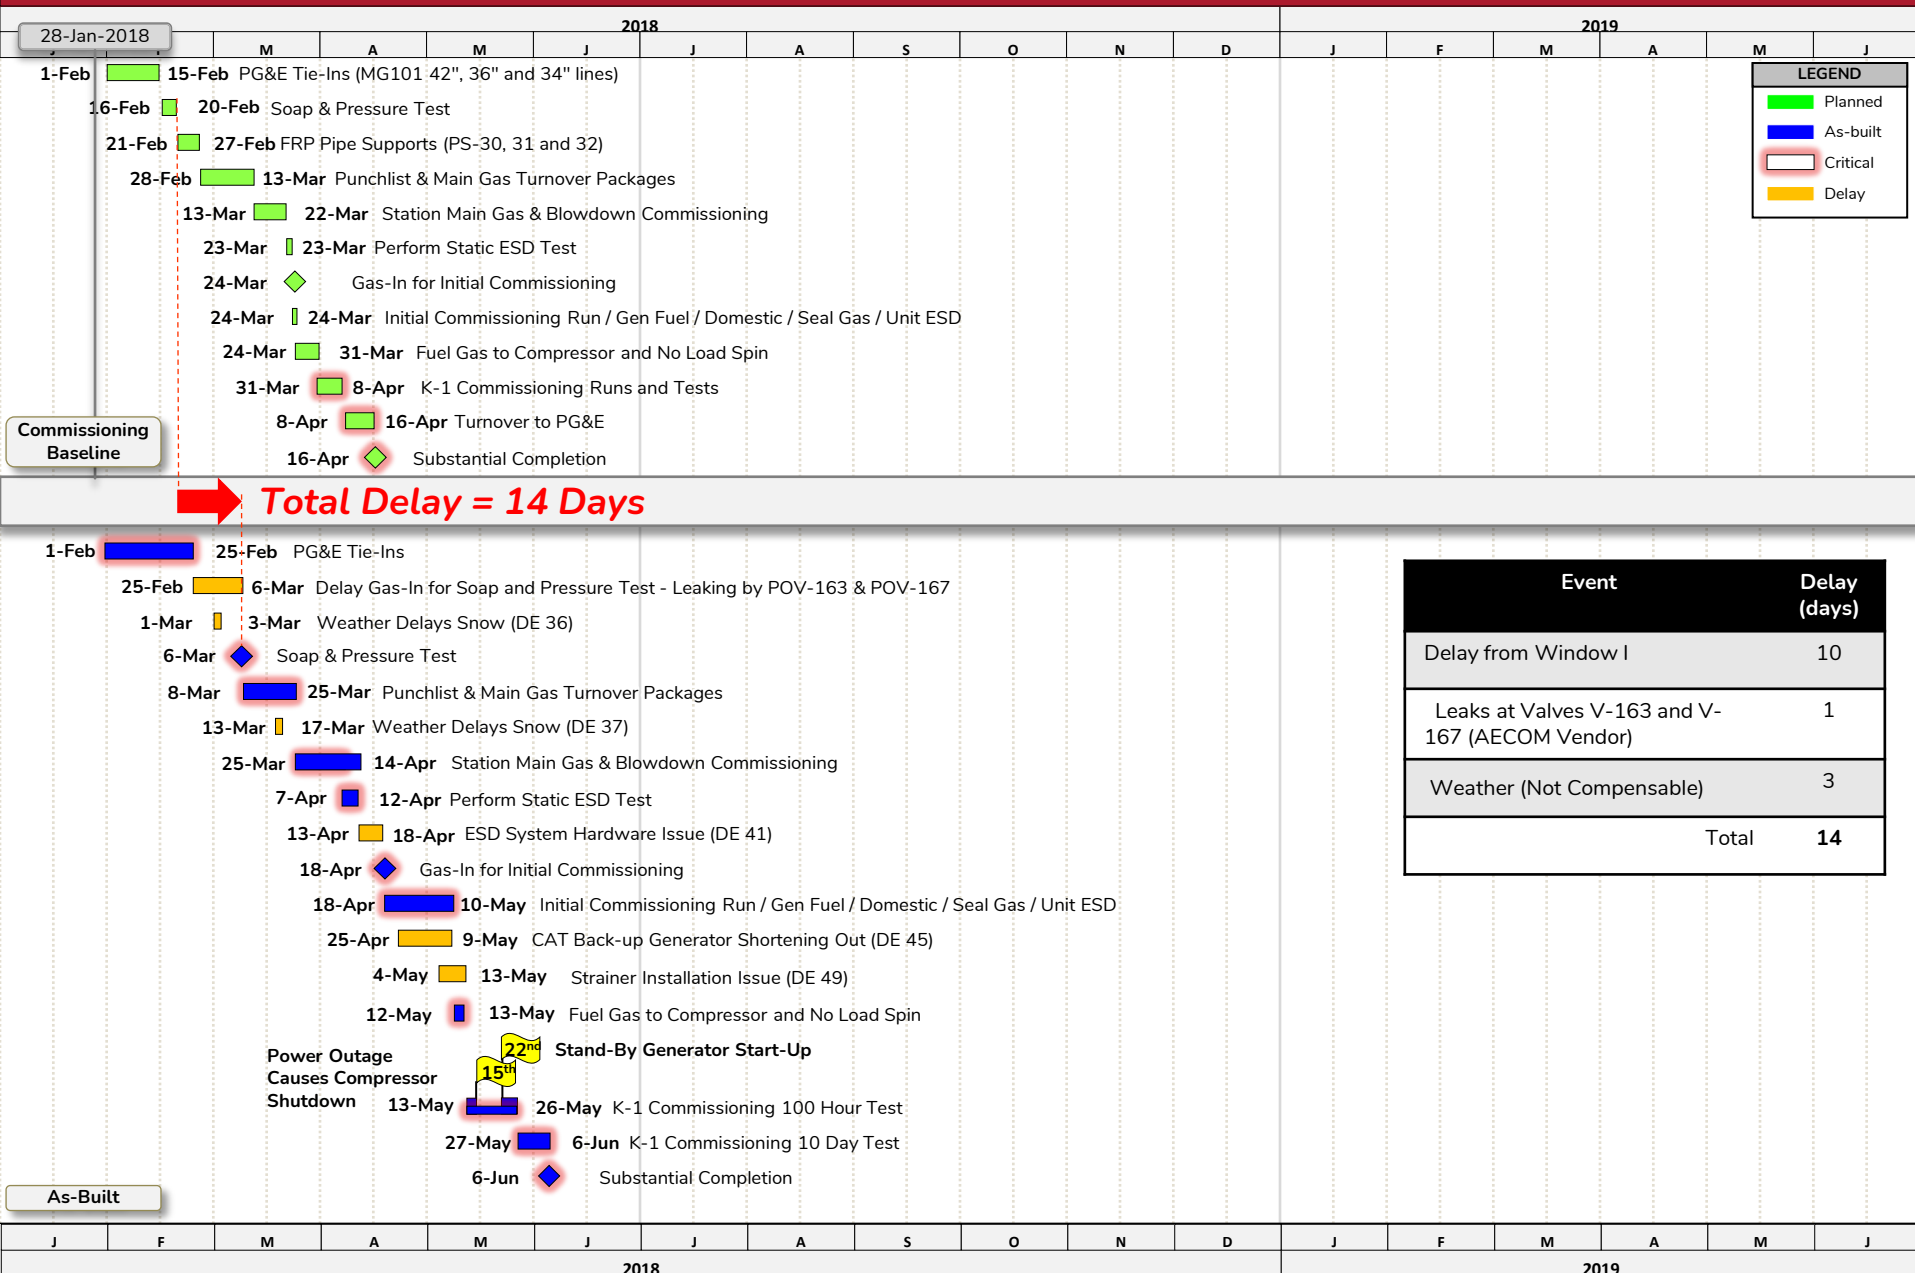 2018 2019
28-Jan-2018
J F M A M J J A S O N D J F M A M J
1-Feb 15-Feb PG&E Tie-Ins (MG101 42", 36" and 34" lines)
16-Feb 20-Feb Soap & Pressure Test
21-Feb 27-Feb FRP Pipe Supports (PS-30, 31 and 32)
28-Feb 13-Mar Punchlist & Main Gas Turnover Packages
13-Mar 22-Mar Station Main Gas & Blowdown Commissioning
23-Mar 23-Mar Perform Static ESD Test
24-Mar Gas-In for Initial Commissioning
24-Mar 24-Mar Initial Commissioning Run / Gen Fuel / Domestic / Seal Gas / Unit ESD
24-Mar 31-Mar Fuel Gas to Compressor and No Load Spin
31-Mar 8-Apr K-1 Commissioning Runs and Tests
8-Apr 16-Apr Turnover to PG&E
16-Apr Substantial Completion
Commissioning
Baseline
LEGEND
Planned
As-built
Critical
Delay
Total Delay = 14 Days
1-Feb 25-Feb PG&E Tie-Ins
25-Feb 6-Mar Delay Gas-In for Soap and Pressure Test - Leaking by POV-163 & POV-167
1-Mar 3-Mar Weather Delays Snow (DE 36)
6-Mar Soap & Pressure Test
8-Mar 25-Mar Punchlist & Main Gas Turnover Packages
13-Mar 17-Mar Weather Delays Snow (DE 37)
25-Mar 14-Apr Station Main Gas & Blowdown Commissioning
7-Apr 12-Apr Perform Static ESD Test
13-Apr 18-Apr ESD System Hardware Issue (DE 41)
18-Apr Gas-In for Initial Commissioning
18-Apr 10-May Initial Commissioning Run / Gen Fuel / Domestic / Seal Gas / Unit ESD
25-Apr 9-May CAT Back-up Generator Shortening Out (DE 45)
4-May 13-May Strainer Installation Issue (DE 49)
12-May 13-May Fuel Gas to Compressor and No Load Spin
22nd Stand-By Generator Start-Up
15th
Power Outage
Causes Compressor
Shutdown
13-May 26-May K-1 Commissioning 100 Hour Test
27-May 6-Jun K-1 Commissioning 10 Day Test
6-Jun Substantial Completion
As-Built
Event Delay
(days)
Delay from Window I 10
Leaks at Valves V-163 and V- 1
167 (AECOM Vendor)
Weather (Not Compensable) 3
Total 14
J F M A M J J A S O N D J F M A M J
2018 2019